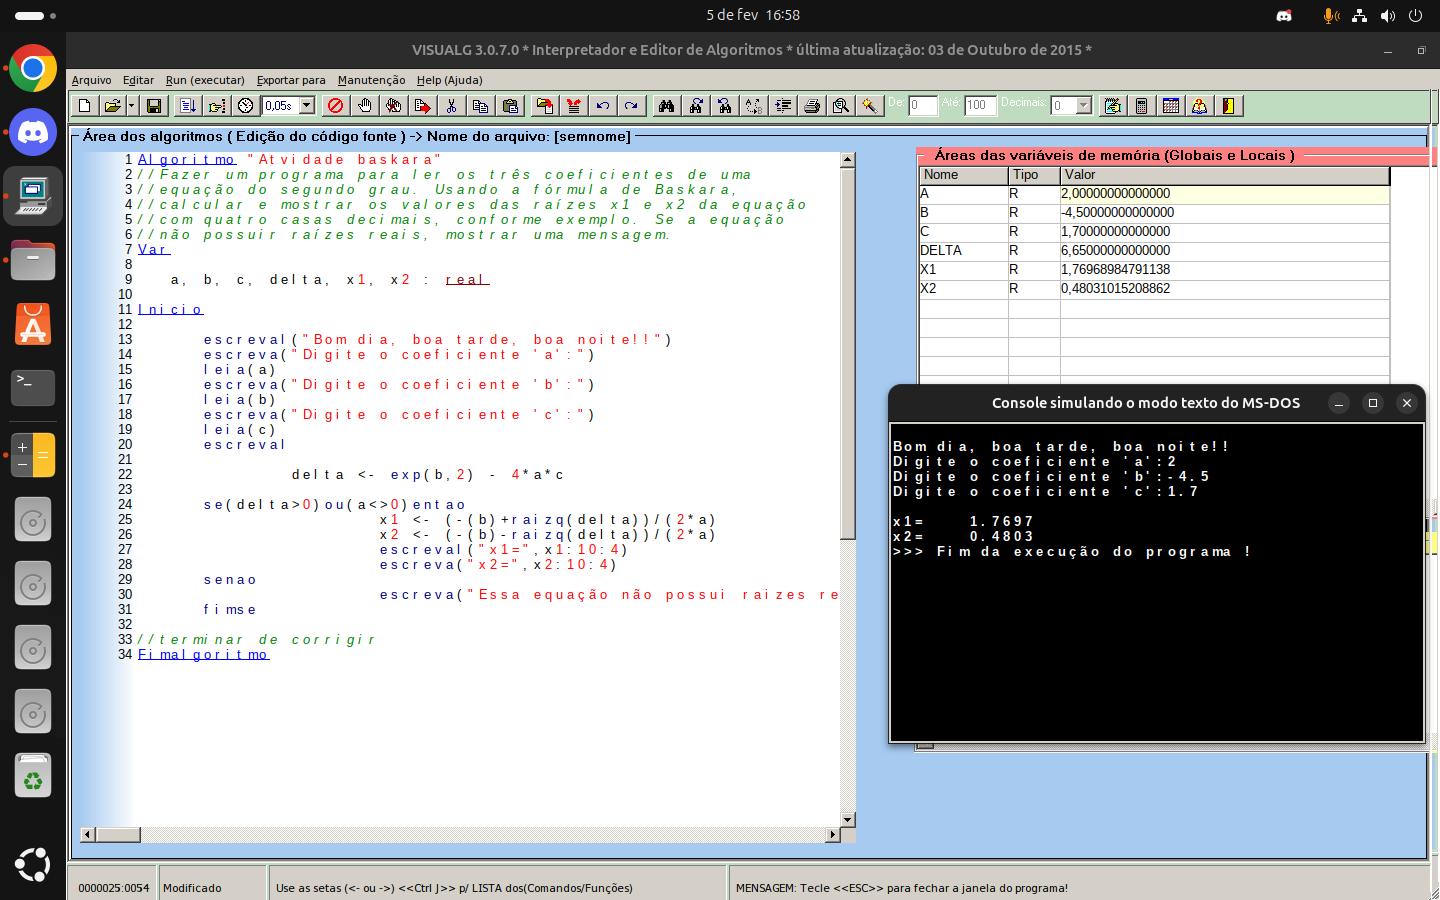 5 de fev  16:58
VISUALG 3.0.7.0 * Interpretador e Editor de Algoritmos * última atualização: 03 de Outubro de 2015 *
Arquivo  Editar  Run (executar)  Exportar para  Manutenção  Help (Ajuda)
0,05s  De: 0  Até: 100  Decimais: 0
Área dos algoritmos ( Edição do código fonte ) -> Nome do arquivo: [semnome]
1 Algoritmo "Atvidade baskara"
2 //Fazer um programa para ler os três coeficientes de uma
3 //equação do segundo grau. Usando a fórmula de Baskara,
4 //calcular e mostrar os valores das raízes x1 e x2 da equação
5 //com quatro casas decimais, conforme exemplo. Se a equação
6 //não possuir raízes reais, mostrar uma mensagem.
7 Var
8
9 a, b, c, delta, x1, x2 : real
10
11 Inicio
12
13 escreval("Bom dia, boa tarde, boa noite!!")
14 escreva("Digite o coeficiente 'a':")
15 leia(a)
16 escreva("Digite o coeficiente 'b':")
17 leia(b)
18 escreva("Digite o coeficiente 'c':")
19 leia(c)
20 escreval
21
22 delta <- exp(b,2) - 4*a*c
23
24 se(delta>0)ou(a<>0)entao
25 x1 <- (-(b)+raizq(delta))/(2*a)
26 x2 <- (-(b)-raizq(delta))/(2*a)
27 escreval("x1=",x1:10:4)
28 escreva("x2=",x2:10:4)
29 senao
30 escreva("Essa equação não possui raizes re
31 fimse
32
33 //terminar de corrigir
34 Fimalgoritmo
Áreas das variáveis de memória (Globais e Locais )
Nome  Tipo  Valor
A  R  2,00000000000000
B  R  -4,50000000000000
C  R  1,70000000000000
DELTA  R  6,65000000000000
X1  R  1,76968984791138
X2  R  0,48031015208862
Console simulando o modo texto do MS-DOS
Bom dia, boa tarde, boa noite!!
Digite o coeficiente 'a':2
Digite o coeficiente 'b':-4.5
Digite o coeficiente 'c':1.7
x1=    1.7697
x2=    0.4803
>>> Fim da execução do programa !
0000025:0054  Modificado  Use as setas (<- ou ->) <<Ctrl J>> p/ LISTA dos(Comandos/Funções)  MENSAGEM: Tecle <<ESC>> para fechar a janela do programa!